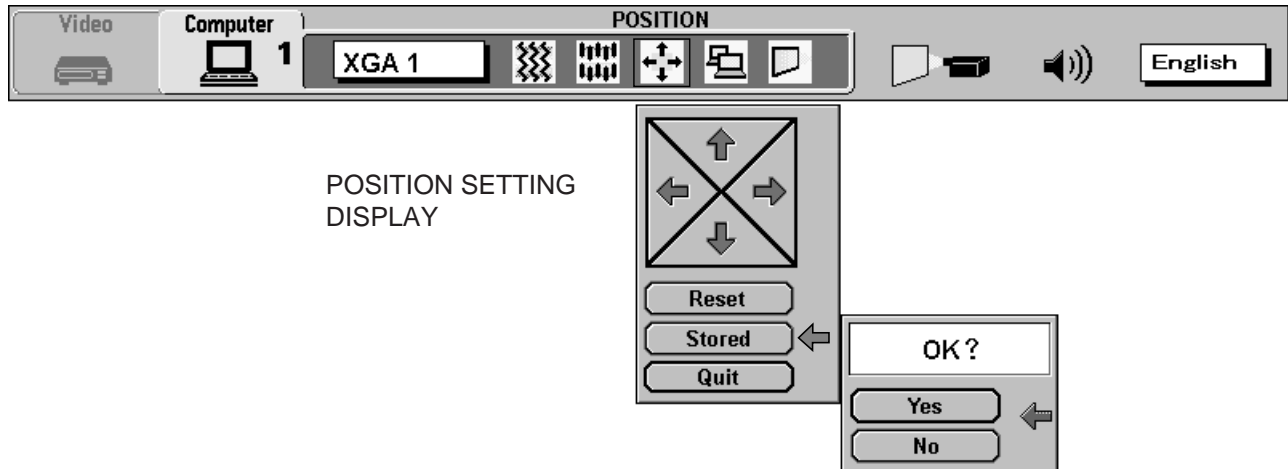 POSITION
Video
Computer
1
XGA 1
English
POSITION SETTING
DISPLAY
Reset
Stored
Quit
OK?
Yes
No